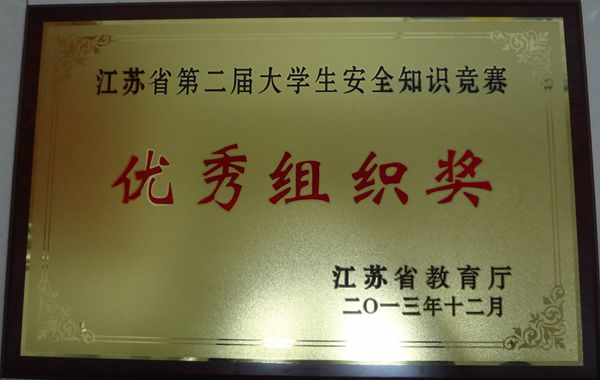 江苏省第二届大学生安全知识竞赛
优秀组织奖
江苏省教育厅
二〇一三年十二月